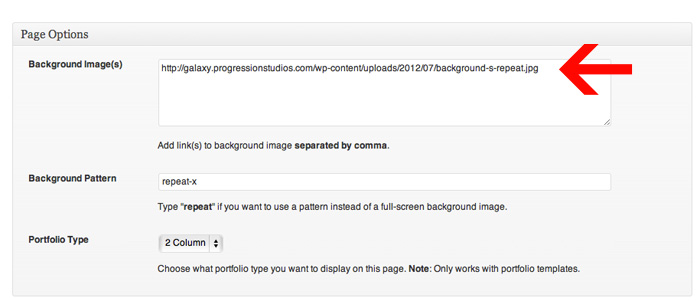 Page Options
Background Image(s)
http://galaxy.progressionstudios.com/wp-content/uploads/2012/07/background-s-repeat.jpg
Add link(s) to background image separated by comma.
Background Pattern
repeat-x
Type "repeat" if you want to use a pattern instead of a full-screen background image.
Portfolio Type
2 Column
Choose what portfolio type you want to display on this page. Note: Only works with portfolio templates.